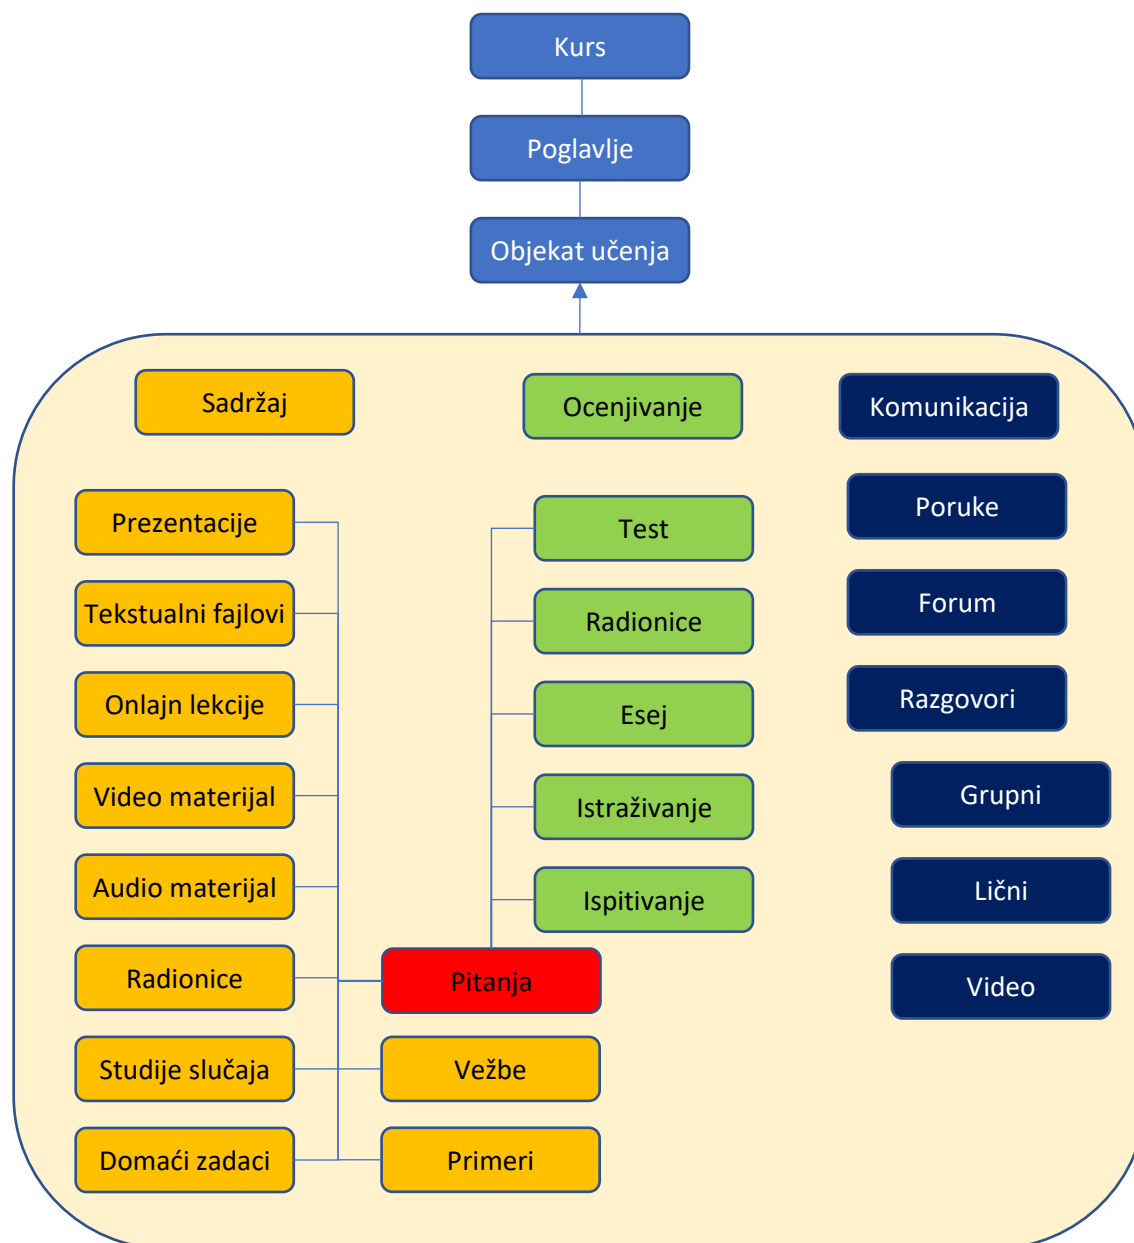 Kurs
Poglavlje
Objekat učenja
Sadržaj
Ocenjivanje
Komunikacija
Prezentacije
Tekstualni fajlovi
Onlajn lekcije
Video materijal
Audio materijal
Radionice
Studije slučaja
Domaći zadaci
Pitanja
Vežbe
Primeri
Test
Radionice
Esej
Istraživanje
Ispitivanje
Poruke
Forum
Razgovori
Grupni
Lični
Video